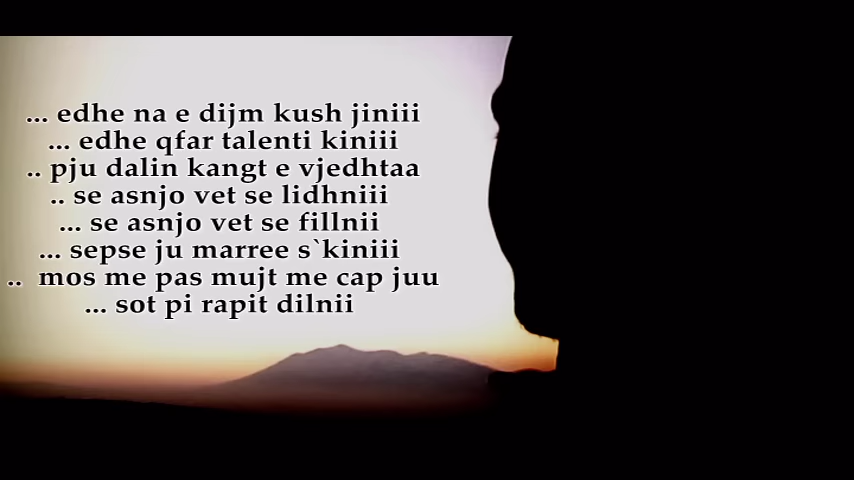 ... edhe na e dijm kush jiniii
... edhe qfar talenti kiniii
.. pju dalin kangt e vjedhtaa
.. se asnjo vet se lidhniii
... se asnjo vet se fillnii
... sepse ju marree s`kiniii
.. mos me pas mujt me cap juu
... sot pi rapit dilnii